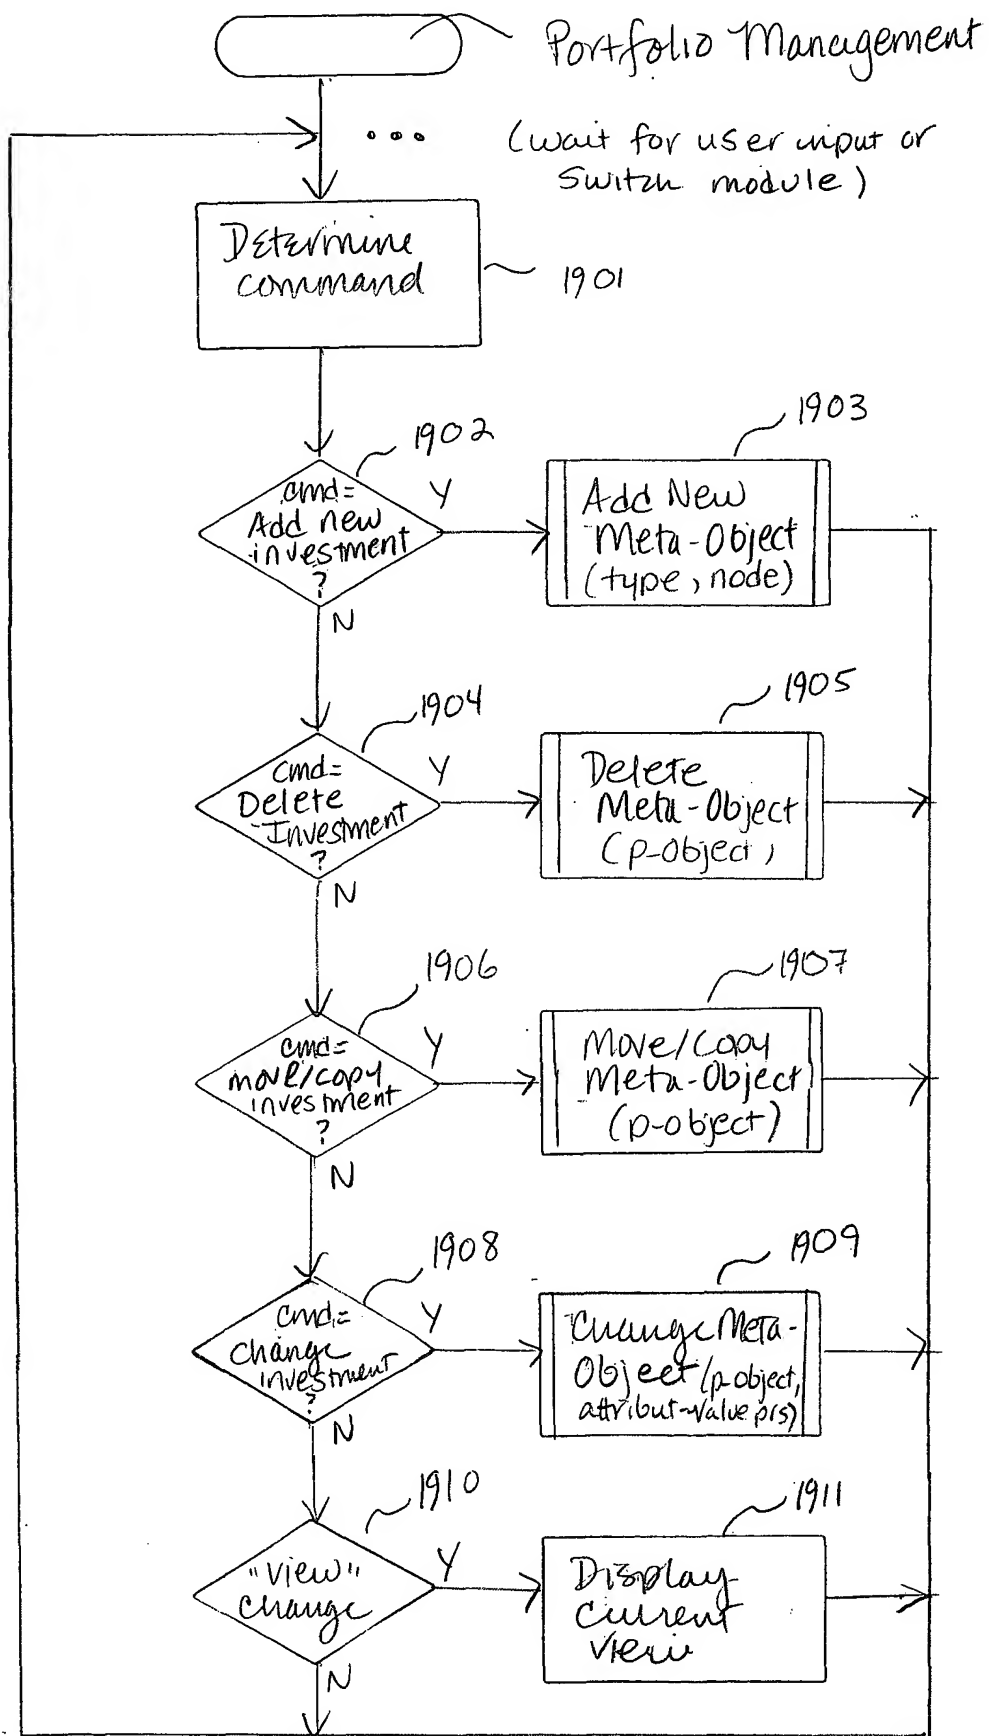 Portfolio Management
(wait for user input or
switch module)
Determine
command
1901
1902
cmd=
Add new
investment
?
Y
N
1903
Add New
Meta-Object
(type, node)
1904
cmd=
Delete
Investment
?
Y
N
1905
Delete
Meta-Object
(p-object,
1906
cmd=
move/copy
investment
?
Y
N
1907
Move/Copy
Meta-Object
(p-object)
1908
cmd=
Change
investment
?
Y
N
1909
Change Meta-
Object (p-object,
attribut-value prs)
1910
"View"
change
Y
N
1911
Display
current
view